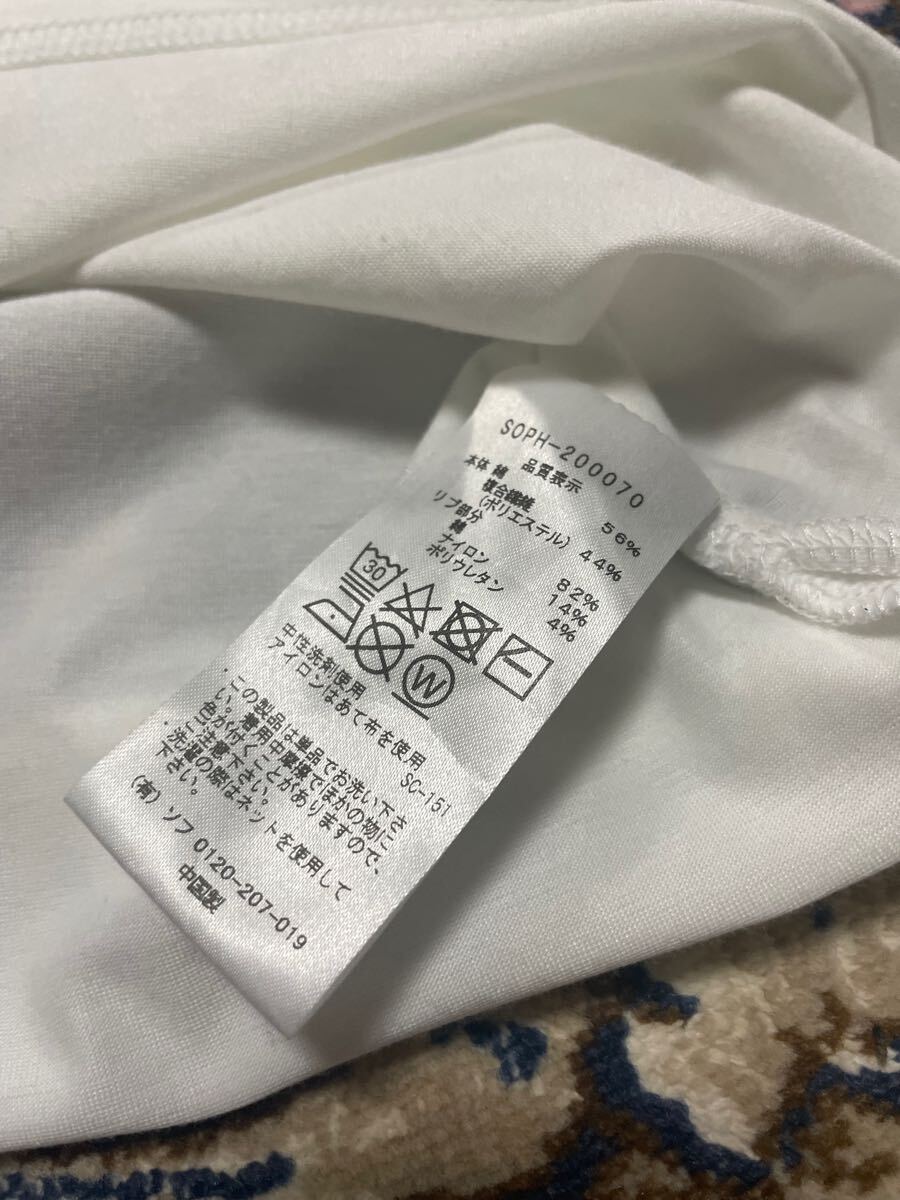 SOPH-200070
品質表示
本体 綿 56%
複合繊維
(ポリエステル) 44%
リブ部分
綿 82%
ナイロン 14%
ポリウレタン 4%
30
W
中性洗剤使用
アイロンはあて布を使用
SC-151
・この製品は単品でお洗い下さ
い。着用中摩擦でほかの物に
色が付くことがありますので、
ご注意下さい。
・洗濯の際はネットを使用して
下さい。
(有) ソフ 0120-207-019
中国製